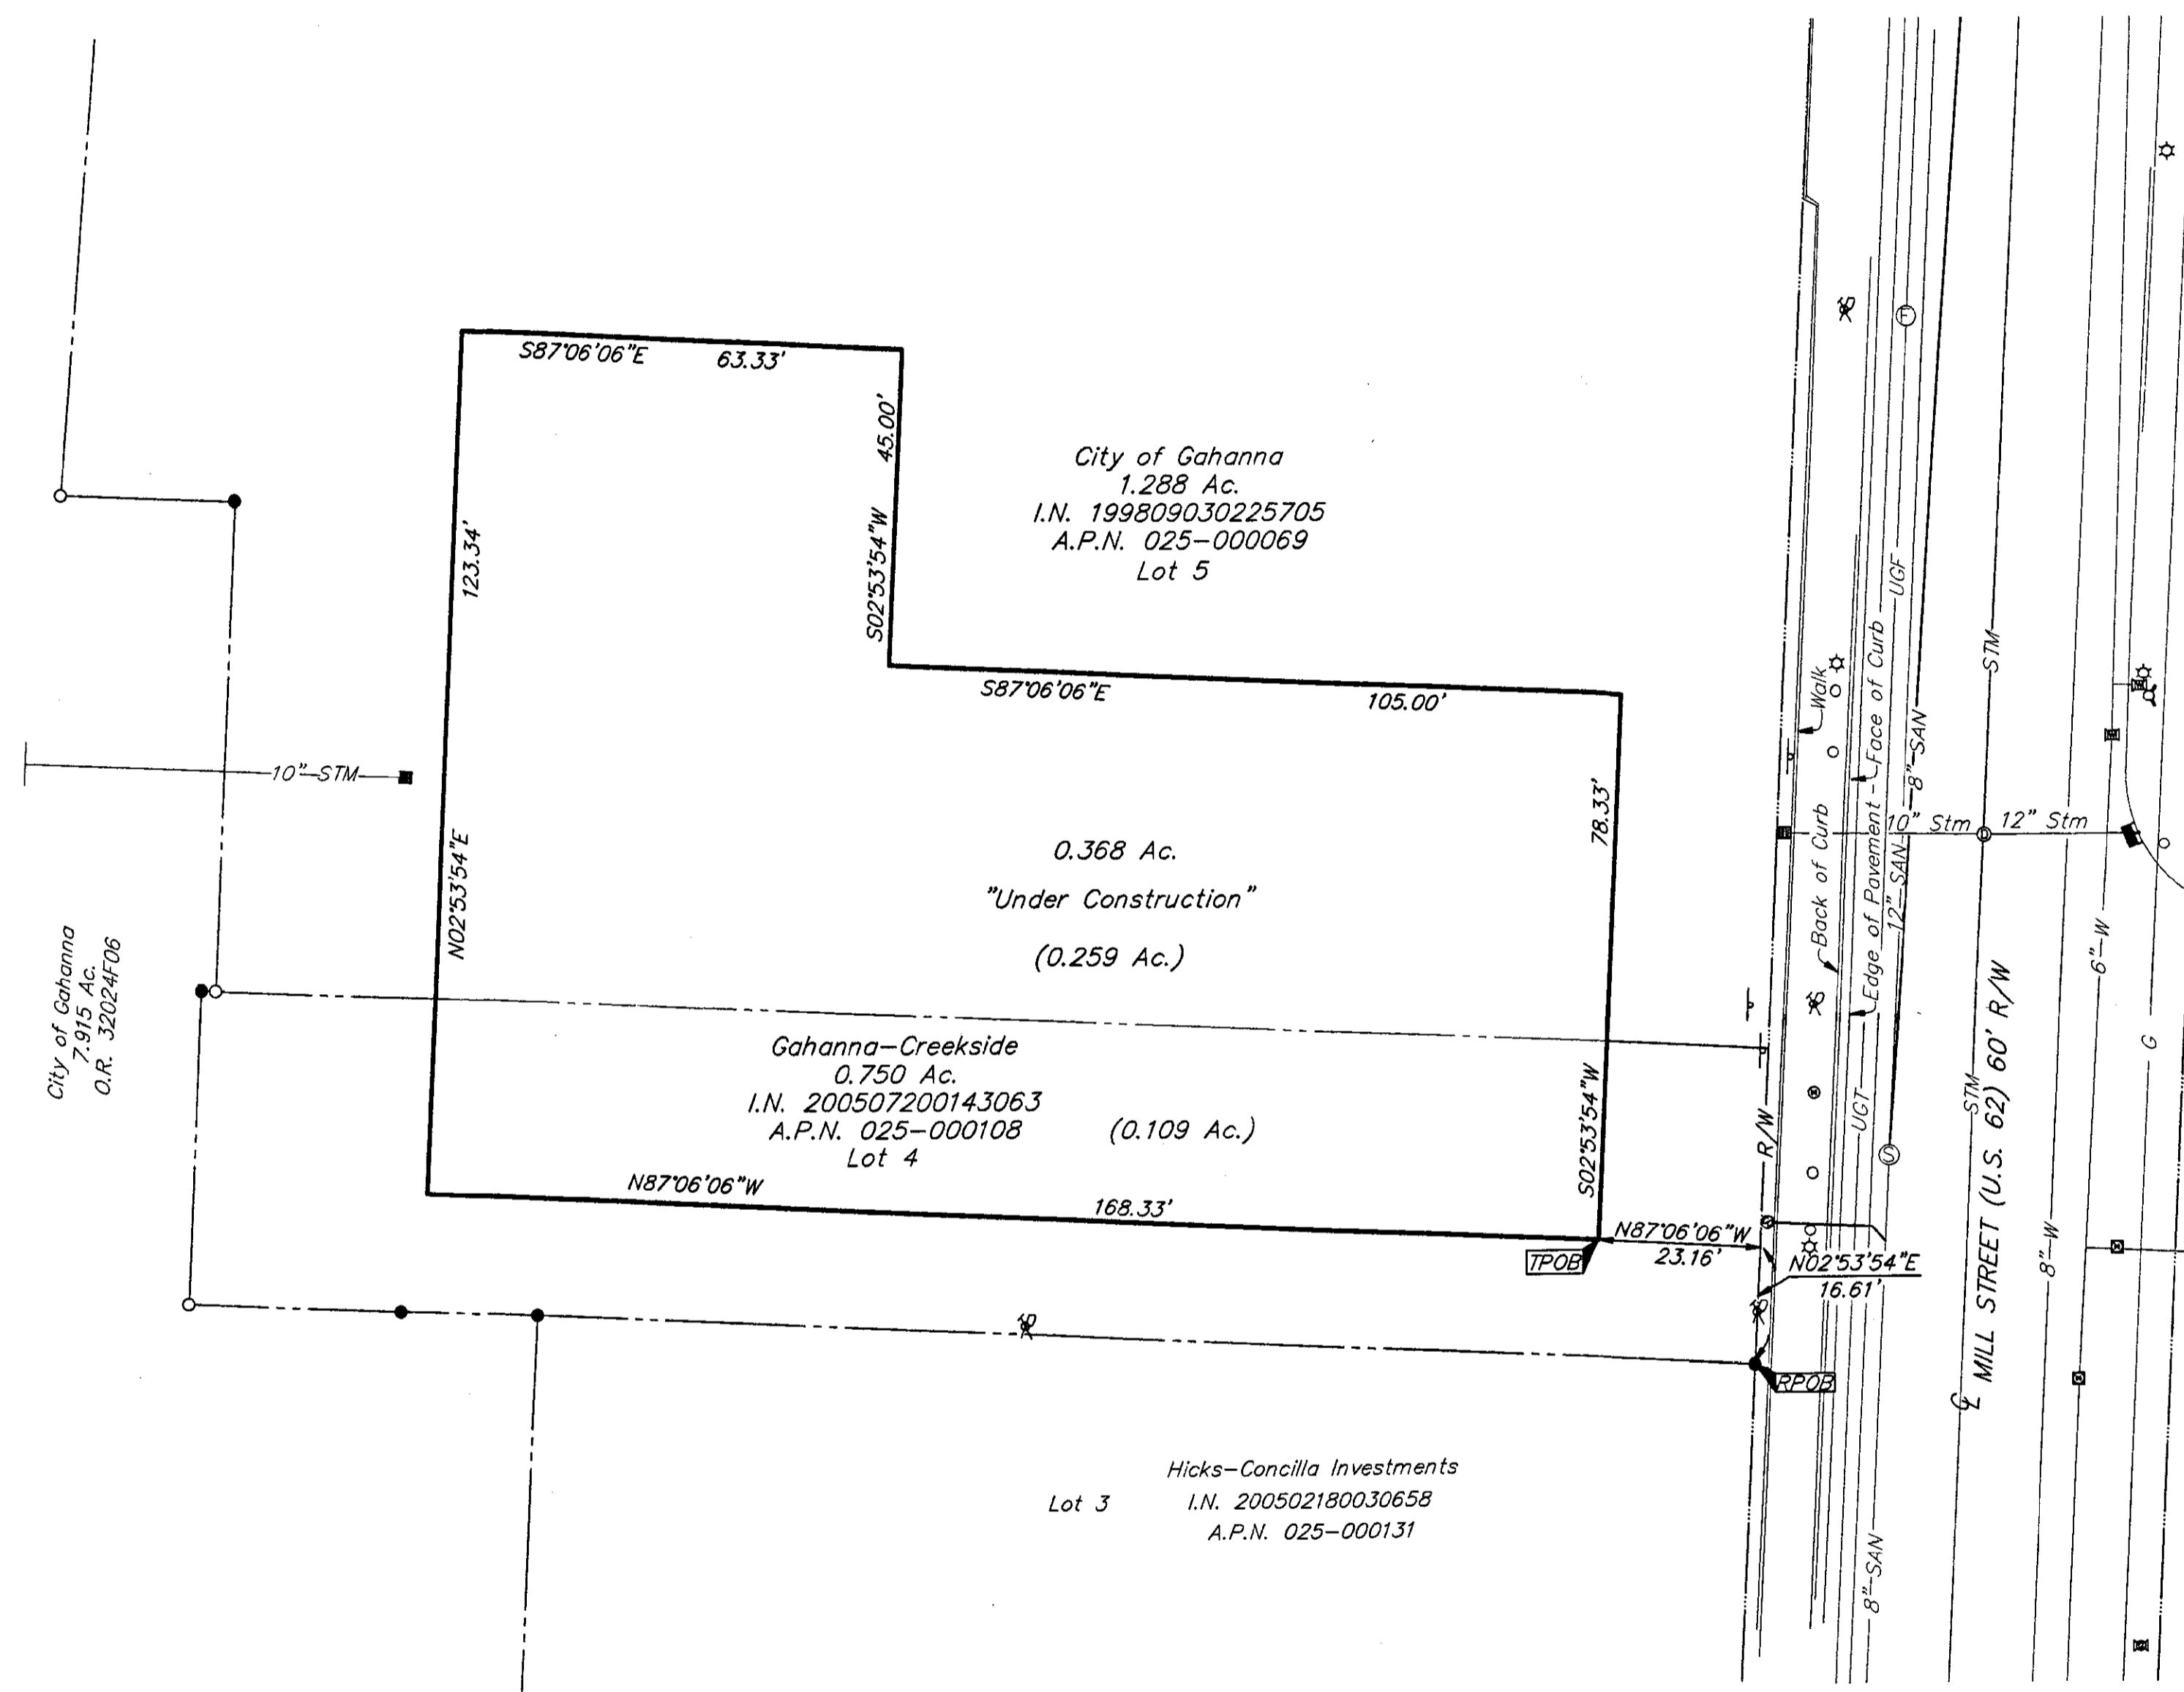 S87°06'06"E 63.33'
45.00'
S02°53'54"W
123.34'
N02°53'54"E
City of Gahanna
1.288 Ac.
I.N. 199809030225705
A.P.N. 025-000069
Lot 5
S87°06'06"E 105.00'
78.33'
S02°53'54"W
10"-STM
0.368 Ac.
"Under Construction"
(0.259 Ac.)
City of Gahanna
7.915 Ac.
O.R. 32024F06
Gahanna-Creekside
0.750 Ac.
I.N. 200507200143063
A.P.N. 025-000108 (0.109 Ac.)
Lot 4
N87°06'06"W 168.33'
TPOB
N87°06'06"W
23.16'
N02°53'54"E
16.61'
RPOB
Hicks-Concilla Investments
Lot 3 I.N. 200502180030658
A.P.N. 025-000131
Walk
Back of Curb
Face of Curb
Edge of Pavement
R/W
UGT
UGF
8"-SAN
12"-SAN
8"-SAN
10" Stm
D
12" Stm
STM
STM
S
T
℄ MILL STREET (U.S. 62) 60' R/W
8"-W
6"-W
G